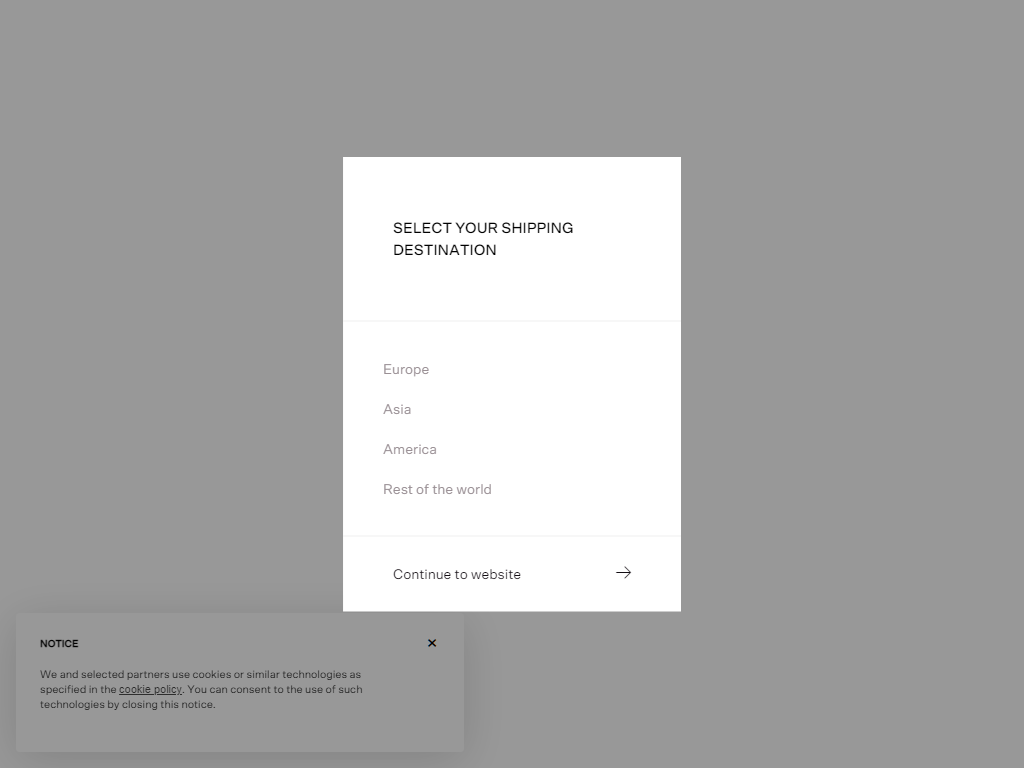 SELECT YOUR SHIPPING
DESTINATION
Europe
Asia
America
Rest of the world
Continue to website
NOTICE
We and selected partners use cookies or similar technologies as
specified in the cookie policy. You can consent to the use of such
technologies by closing this notice.